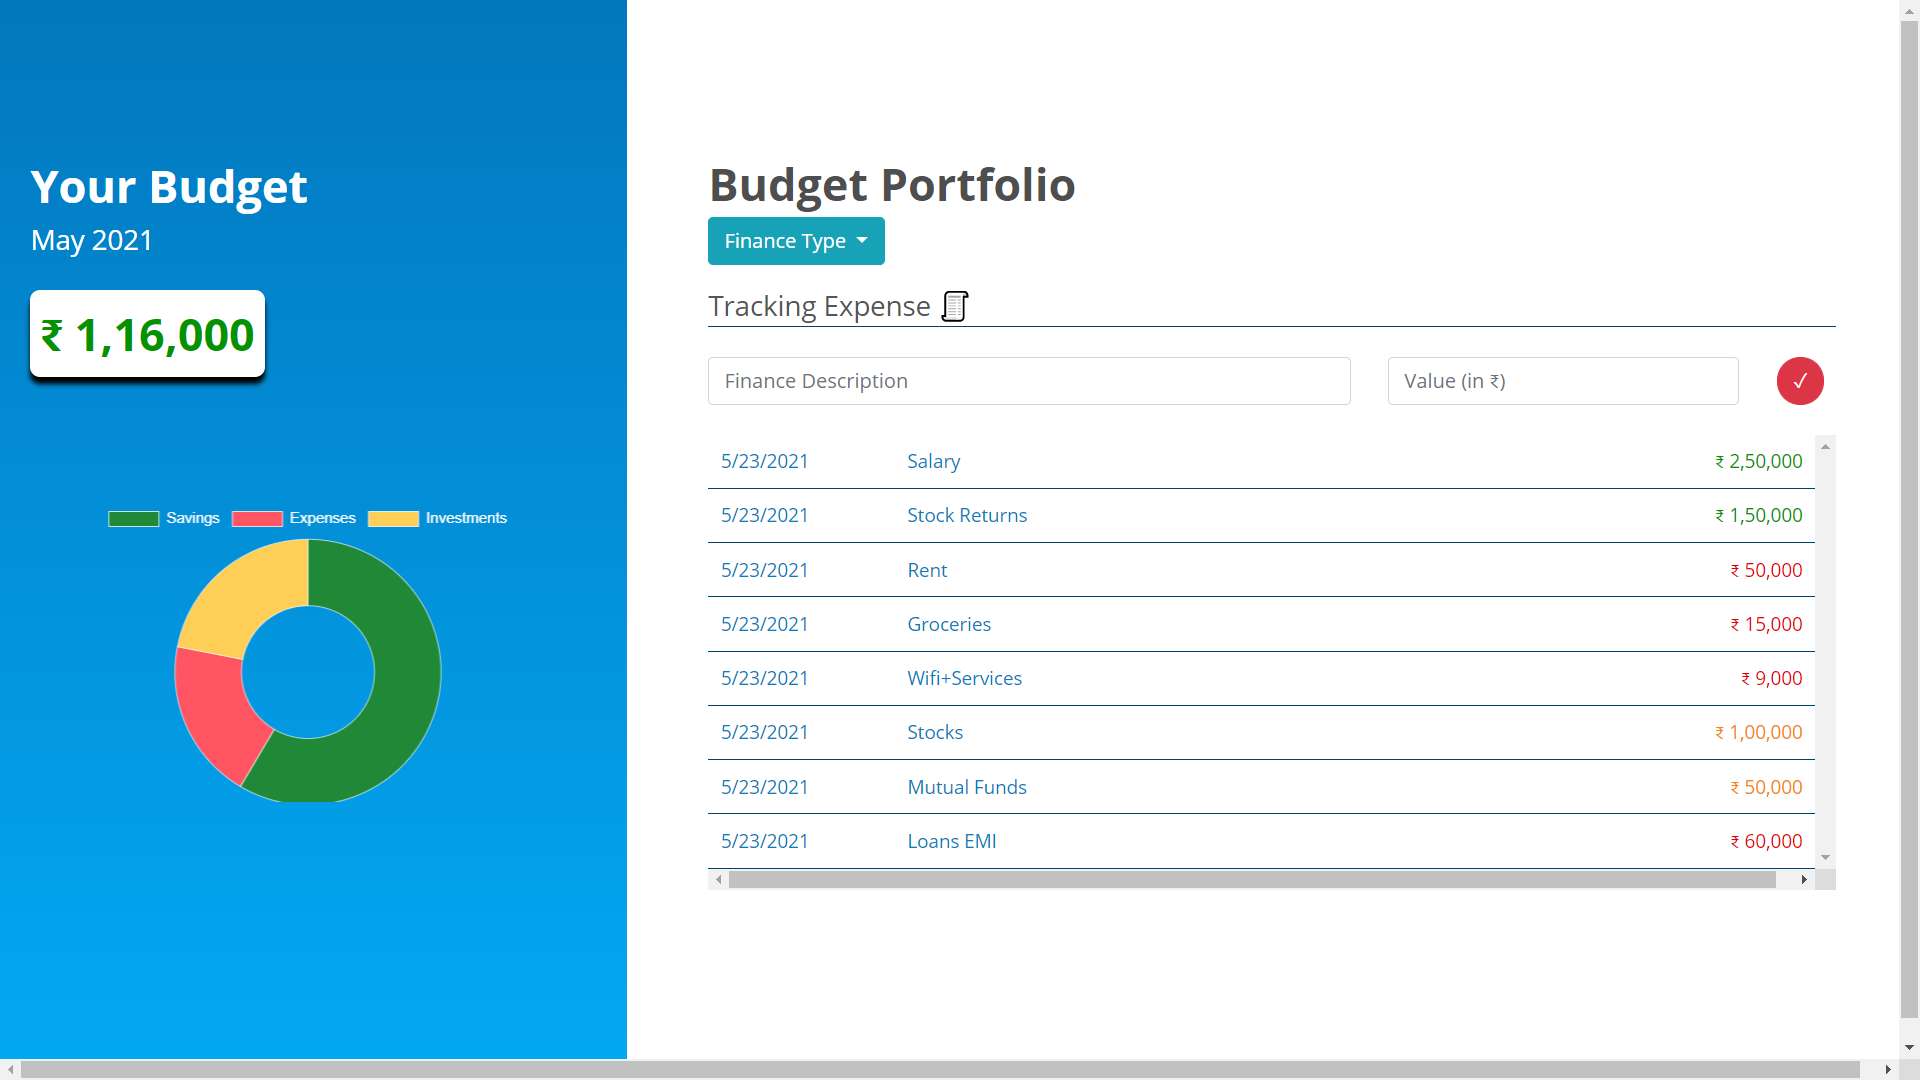 Your Budget
May 2021
₹ 1,16,000
Savings Expenses Investments
Budget Portfolio
Finance Type
Tracking Expense
Finance Description Value (in ₹) ✓
5/23/2021 Salary ₹ 2,50,000
5/23/2021 Stock Returns ₹ 1,50,000
5/23/2021 Rent ₹ 50,000
5/23/2021 Groceries ₹ 15,000
5/23/2021 Wifi+Services ₹ 9,000
5/23/2021 Stocks ₹ 1,00,000
5/23/2021 Mutual Funds ₹ 50,000
5/23/2021 Loans EMI ₹ 60,000